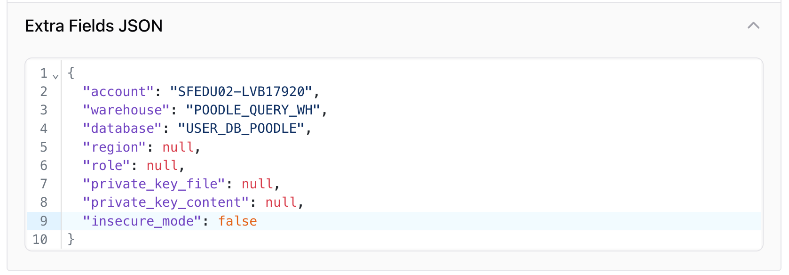 Extra Fields JSON
1 {
2 "account": "SFEDU02-LVB17920",
3 "warehouse": "POODLE_QUERY_WH",
4 "database": "USER_DB_POODLE",
5 "region": null,
6 "role": null,
7 "private_key_file": null,
8 "private_key_content": null,
9 "insecure_mode": false
10 }